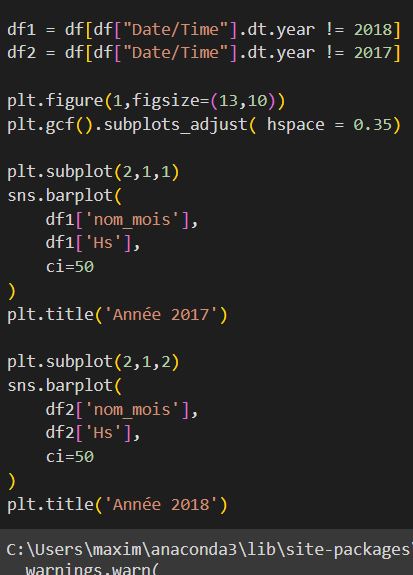 df1 = df[df["Date/Time"].dt.year != 2018]
df2 = df[df["Date/Time"].dt.year != 2017]
plt.figure(1,figsize=(13,10))
plt.gcf().subplots_adjust( hspace = 0.35)
plt.subplot(2,1,1)
sns.barplot(
    df1['nom_mois'],
    df1['Hs'],
    ci=50
)
plt.title('Année 2017')
plt.subplot(2,1,2)
sns.barplot(
    df2['nom_mois'],
    df2['Hs'],
    ci=50
)
plt.title('Année 2018')
C:\Users\maxim\anaconda3\lib\site-packages\
  warnings.warn(